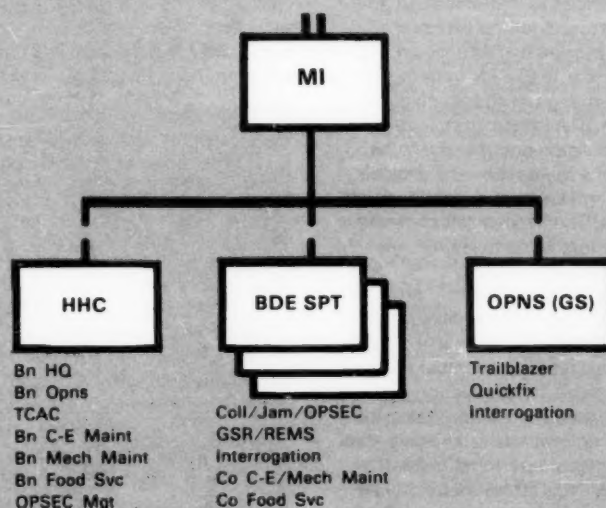 MI
HHC
Bn HQ
Bn Opns
TCAC
Bn C-E Maint
Bn Mech Maint
Bn Food Svc
OPSEC Mgt
BDE SPT
Coll/Jam/OPSEC
GSR/REMS
Interrogation
Co C-E/Mech Maint
Co Food Svc
OPNS (GS)
Trailblazer
Quickfix
Interrogation